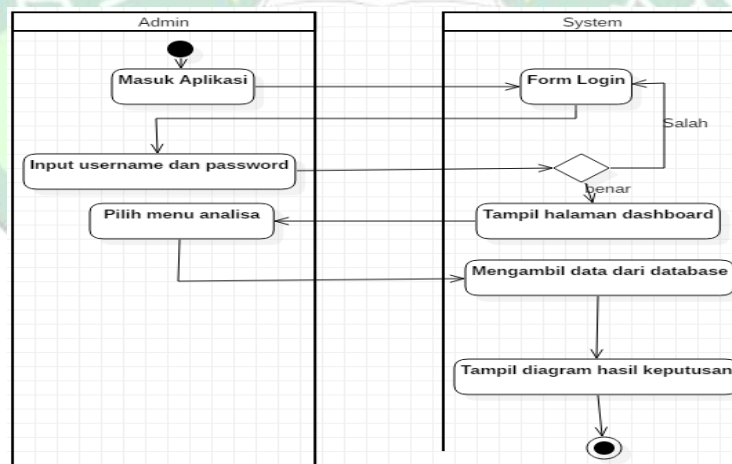 Admin
System
Masuk Aplikasi
Form Login
Salah
Input username dan password
benar
Pilih menu analisa
Tampil halaman dashboard
Mengambil data dari database
Tampil diagram hasil keputusan